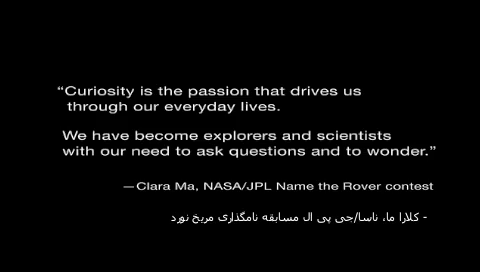 “Curiosity is the passion that drives us
through our everyday lives.
We have become explorers and scientists
with our need to ask questions and to wonder.”
—Clara Ma, NASA/JPL Name the Rover contest
- کلارا ما، ناسا/جی پی ال مسابقه نامگذاری مریخ نورد